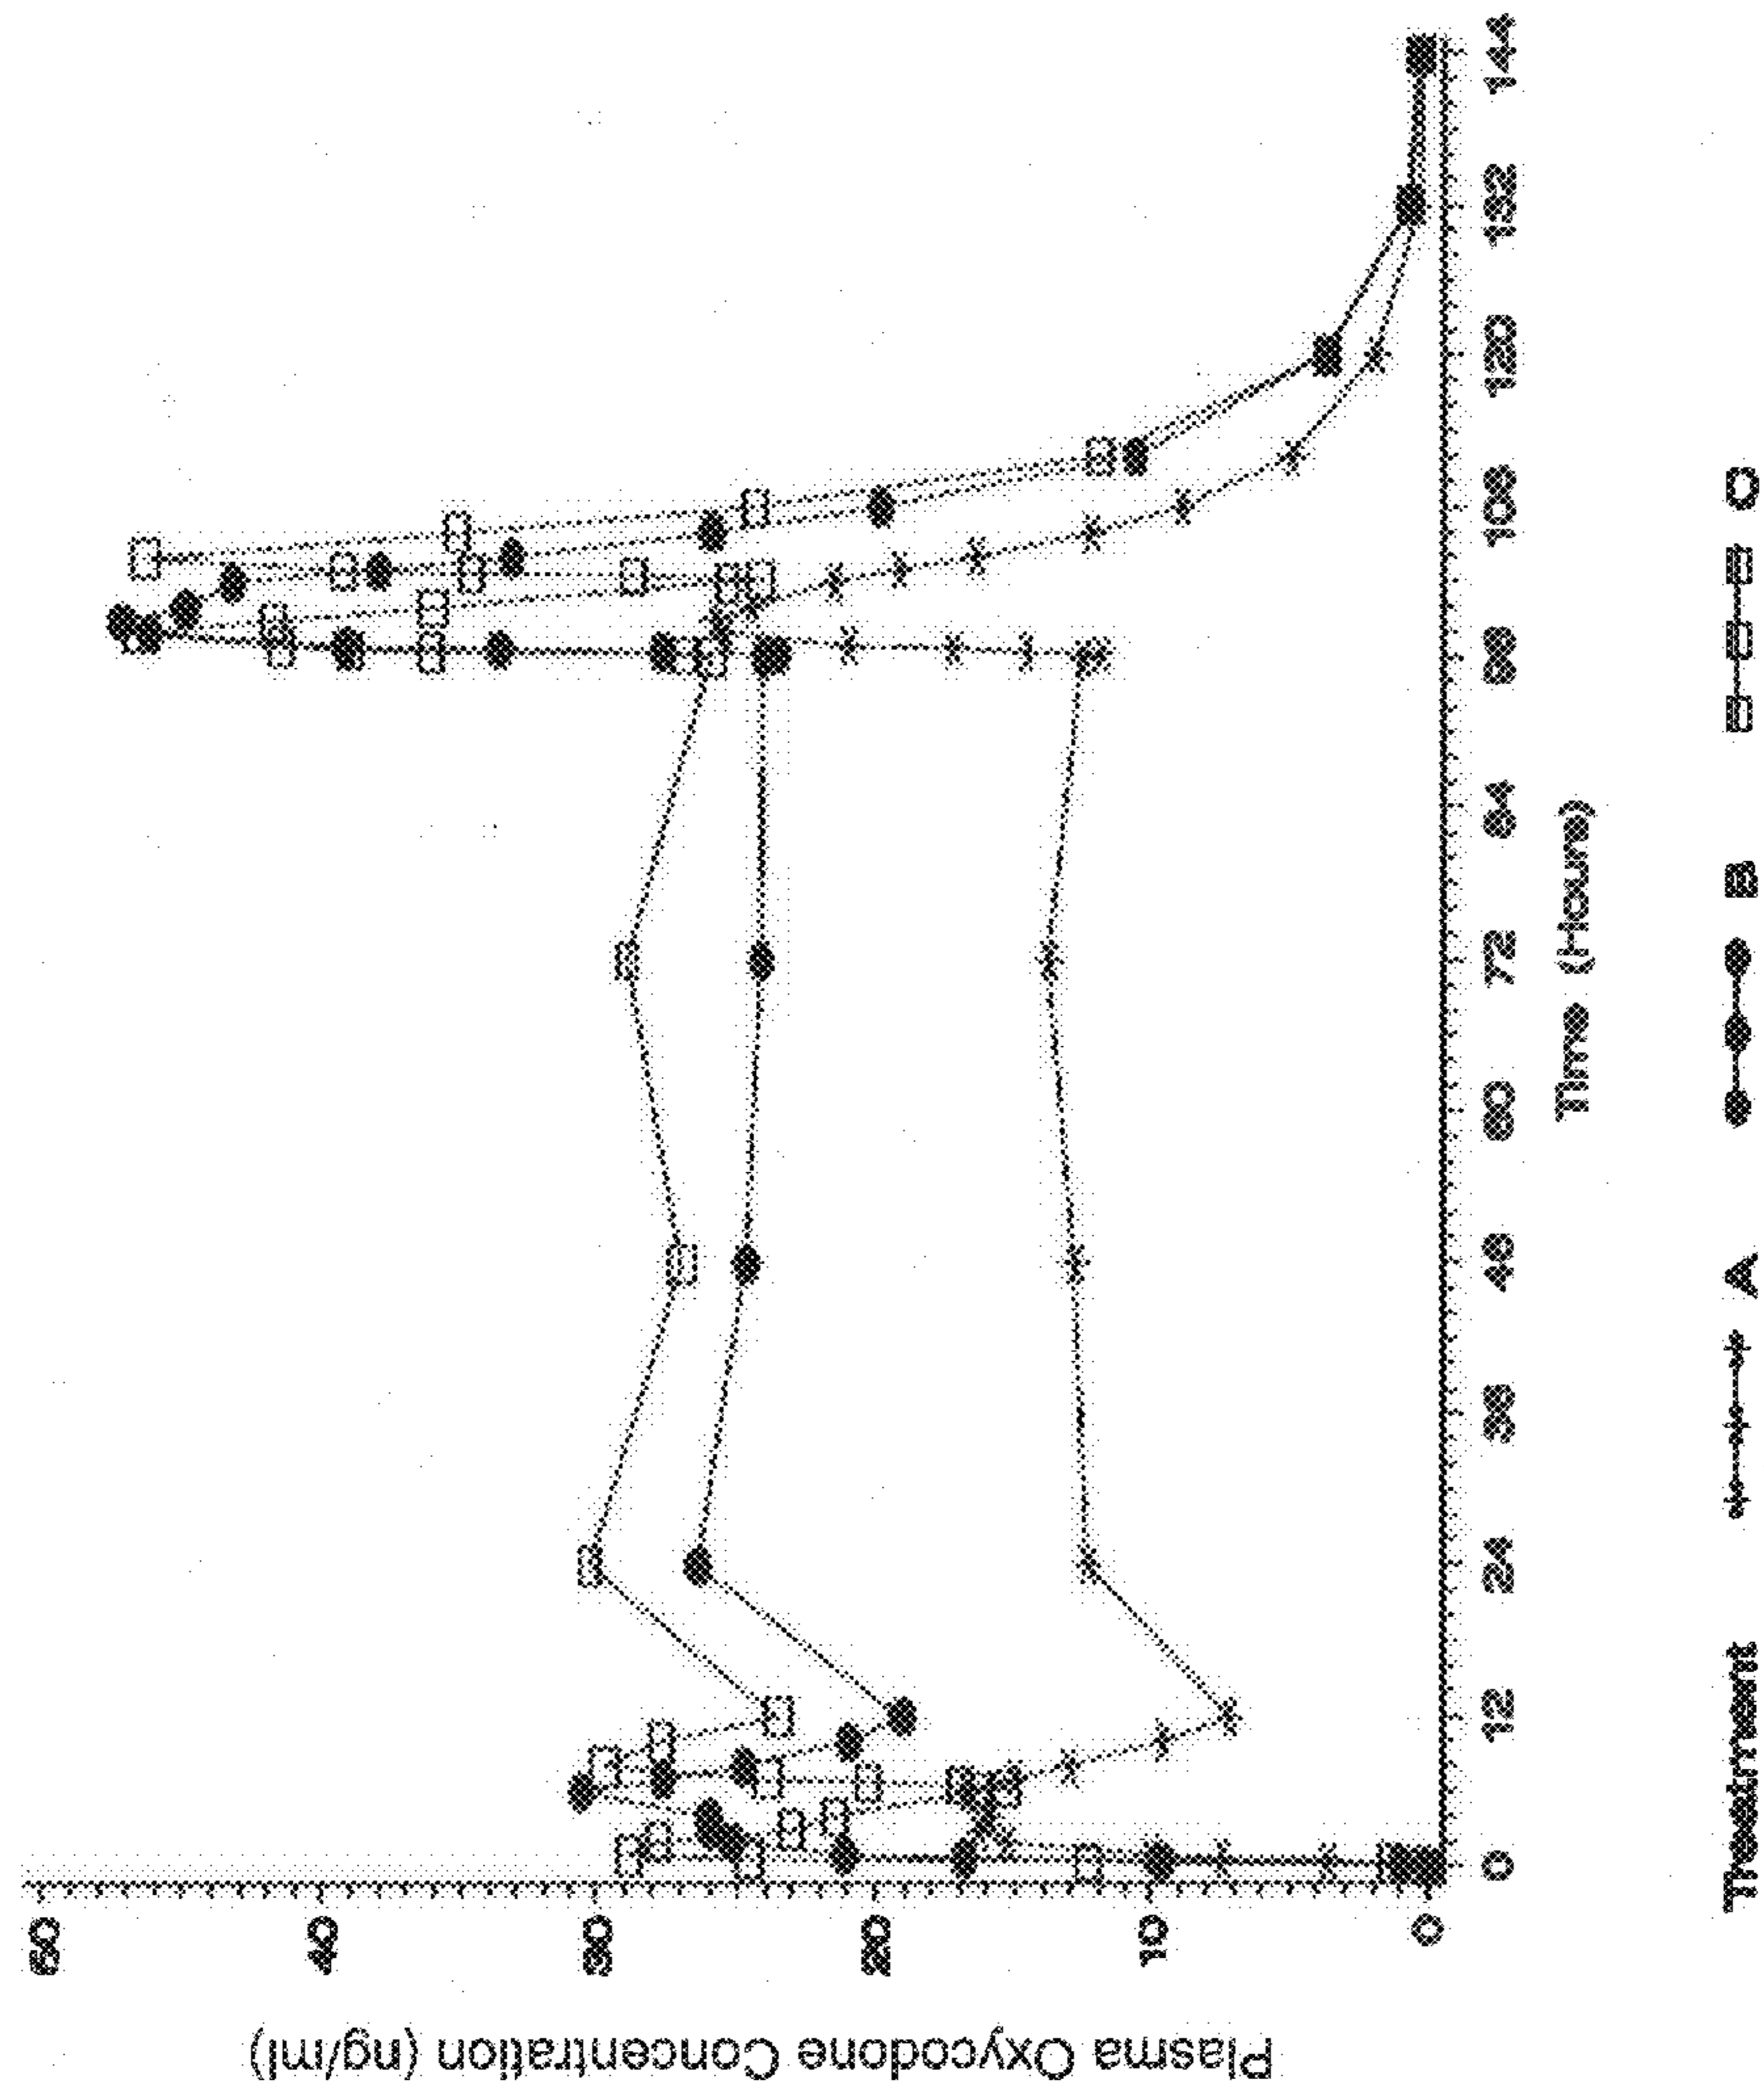 Plasma Oxycodone Concentration (ng/ml)
50
40
30
20
10
0
0 12 24 36 48 60 72 84 96 108 120 132 144
Time (Hours)
Treatment A B C